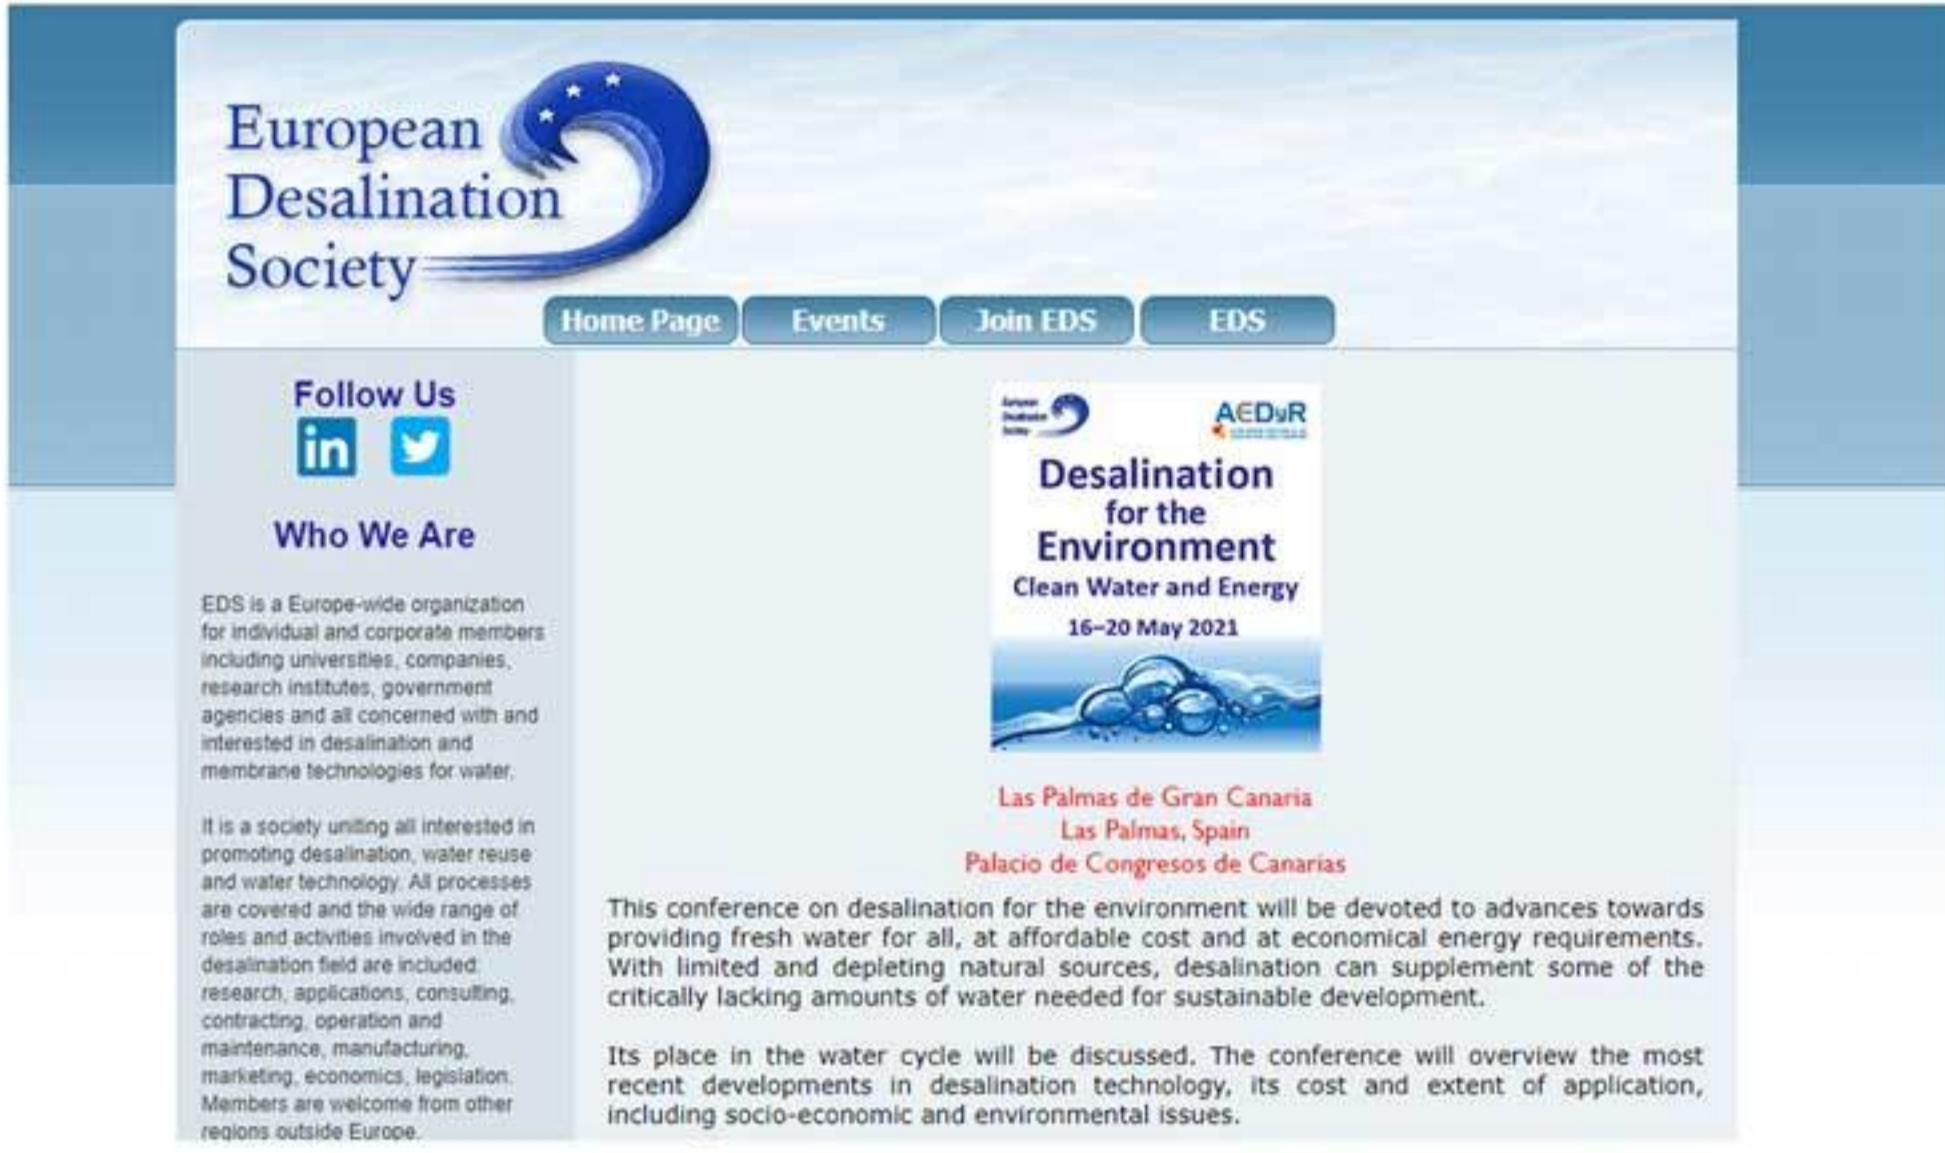 European
Desalination
Society
Home Page
Events
Join EDS
EDS
Follow Us
in
Who We Are
EDS is a Europe-wide organization
for individual and corporate members
including universities, companies,
research institutes, government
agencies and all concerned with and
interested in desalination and
membrane technologies for water.
It is a society uniting all interested in
promoting desalination, water reuse
and water technology. All processes
are covered and the wide range of
roles and activities involved in the
desalination field are included:
research, applications, consulting,
contracting, operation and
maintenance, manufacturing,
marketing, economics, legislation.
Members are welcome from other
regions outside Europe.
European
Desalination
Society
AEDyR
Desalination
for the
Environment
Clean Water and Energy
16–20 May 2021
Las Palmas de Gran Canaria
Las Palmas, Spain
Palacio de Congresos de Canarias
This conference on desalination for the environment will be devoted to advances towards
providing fresh water for all, at affordable cost and at economical energy requirements.
With limited and depleting natural sources, desalination can supplement some of the
critically lacking amounts of water needed for sustainable development.
Its place in the water cycle will be discussed. The conference will overview the most
recent developments in desalination technology, its cost and extent of application,
including socio-economic and environmental issues.